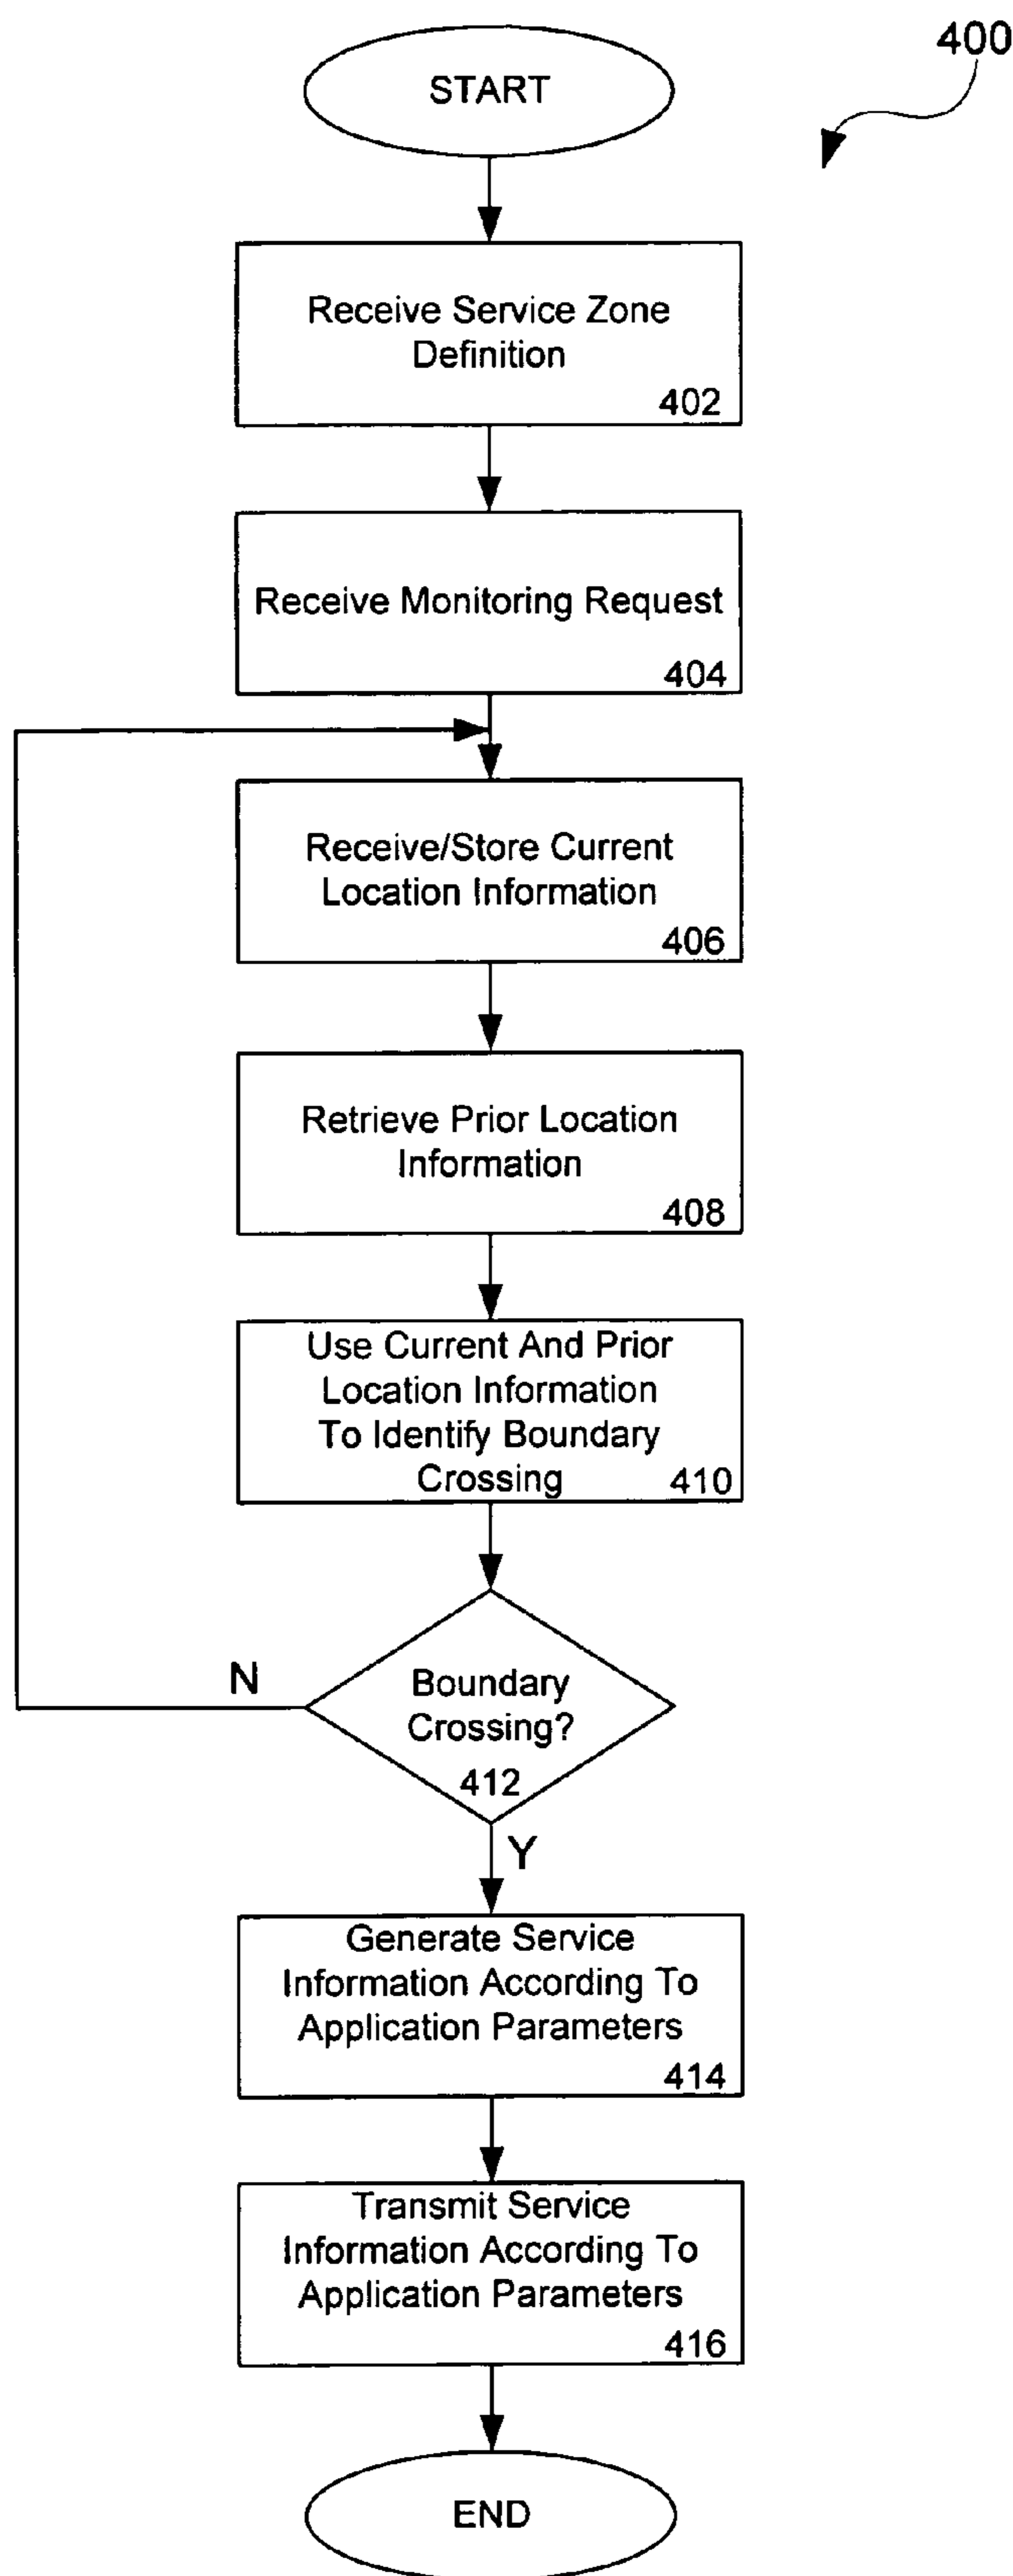 400
START
Receive Service Zone
Definition
402
Receive Monitoring Request
404
Receive/Store Current
Location Information
406
Retrieve Prior Location
Information
408
Use Current And Prior
Location Information
To Identify Boundary
Crossing
410
Boundary
Crossing?
412
N
Y
Generate Service
Information According To
Application Parameters
414
Transmit Service
Information According To
Application Parameters
416
END